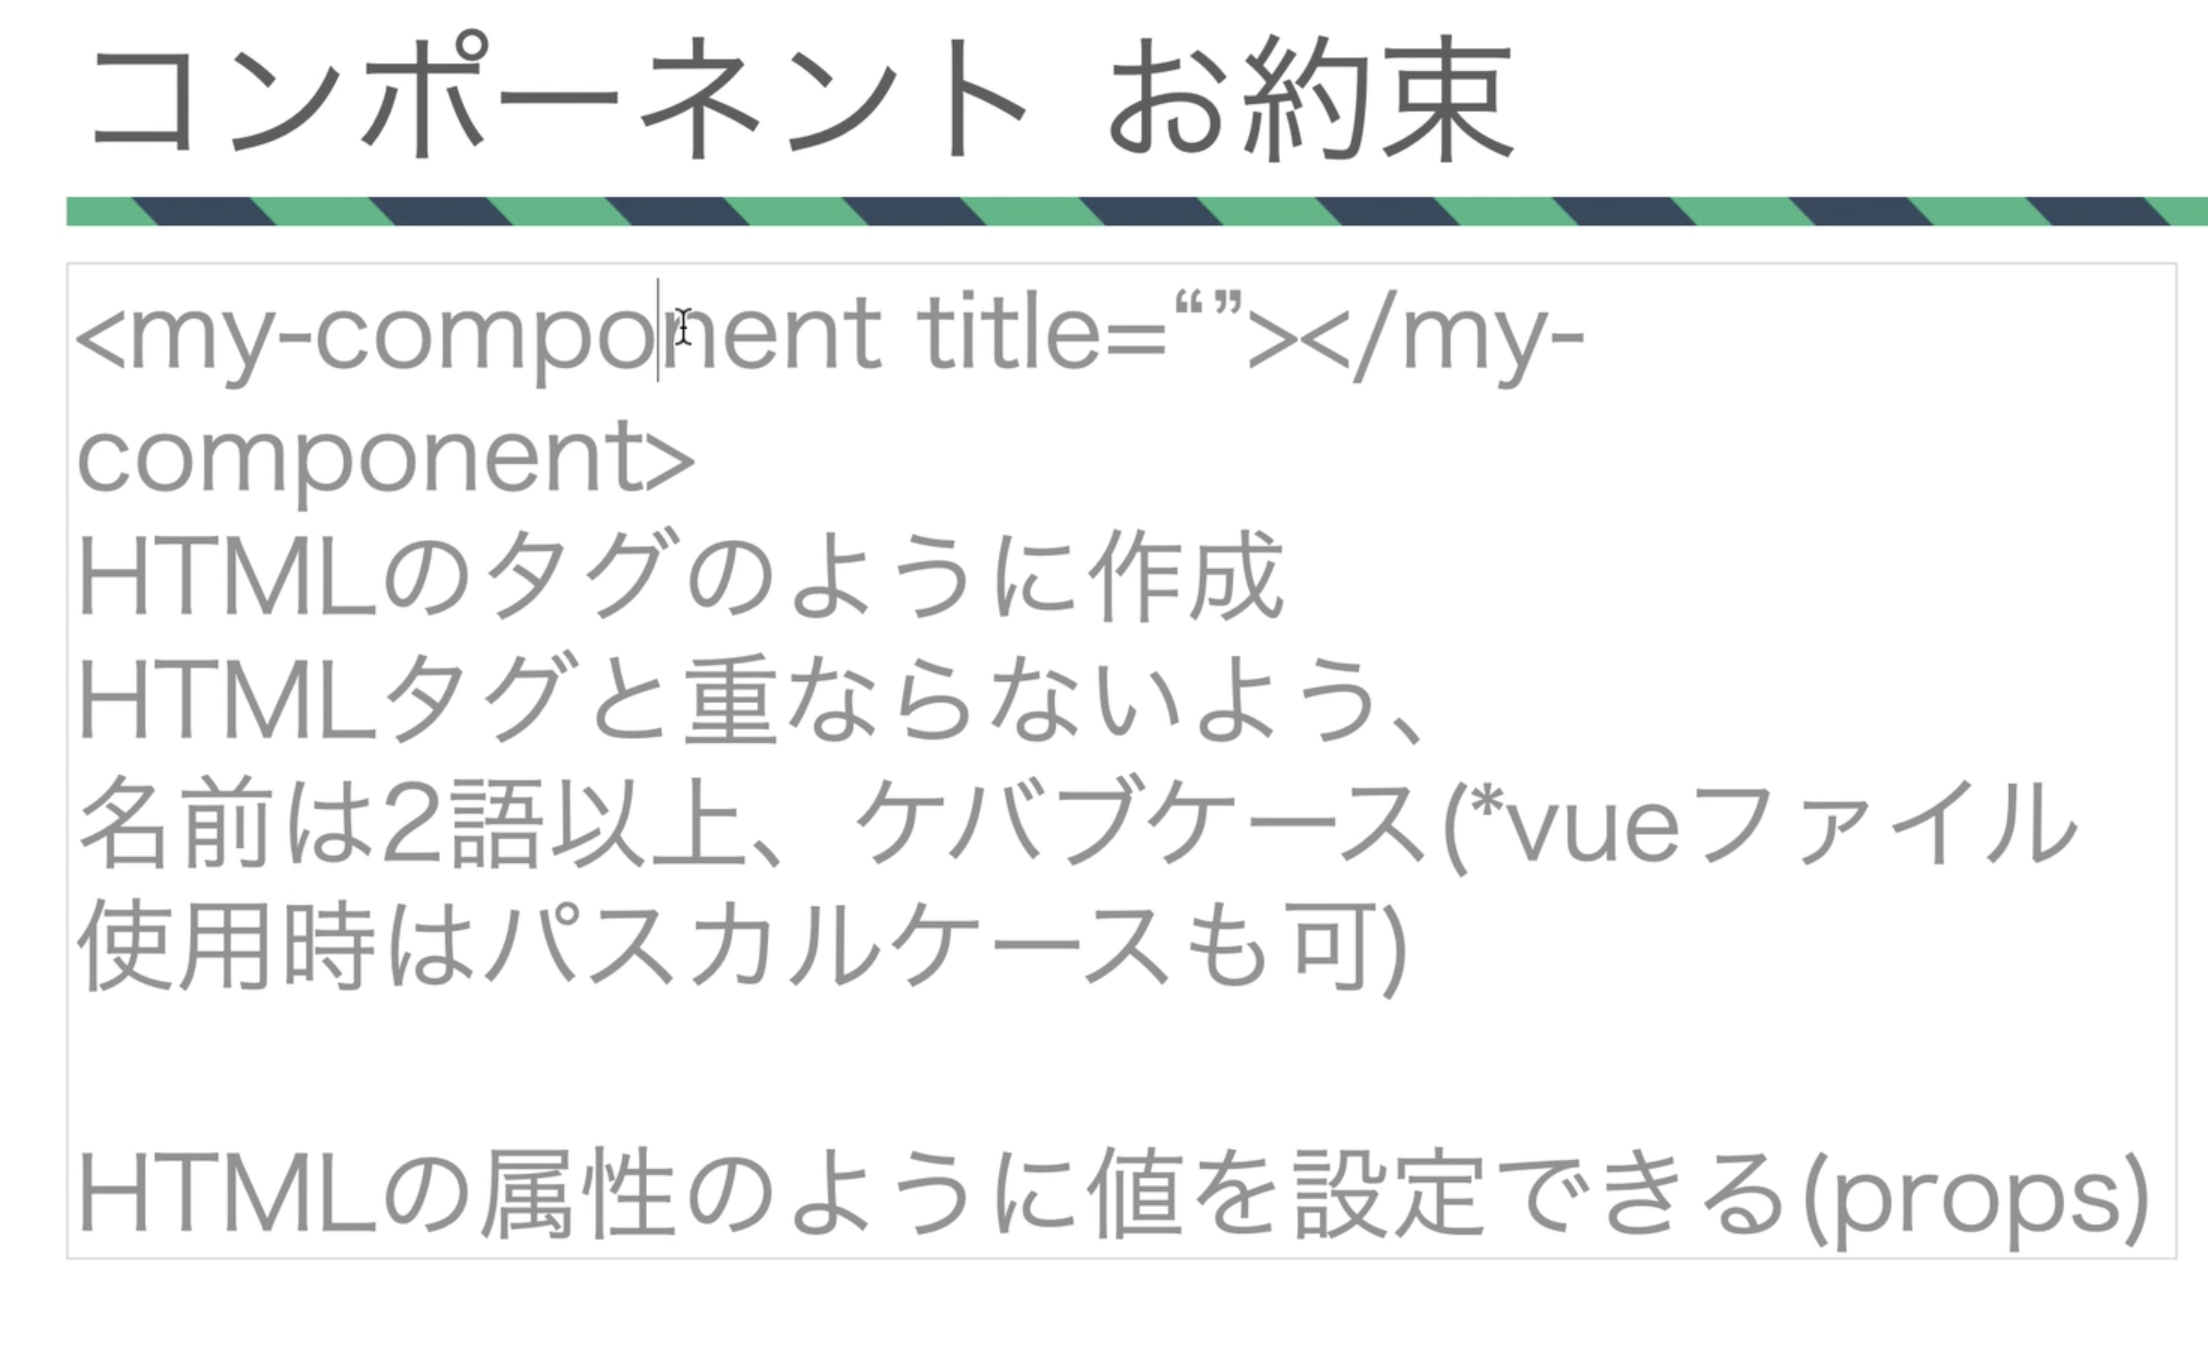 コンポーネント お約束
<my-component title=“”></my-
component>
HTMLのタグのように作成
HTMLタグと重ならないよう、
名前は2語以上、ケバブケース(*vueファイル
使用時はパスカルケースも可)
HTMLの属性のように値を設定できる(props)